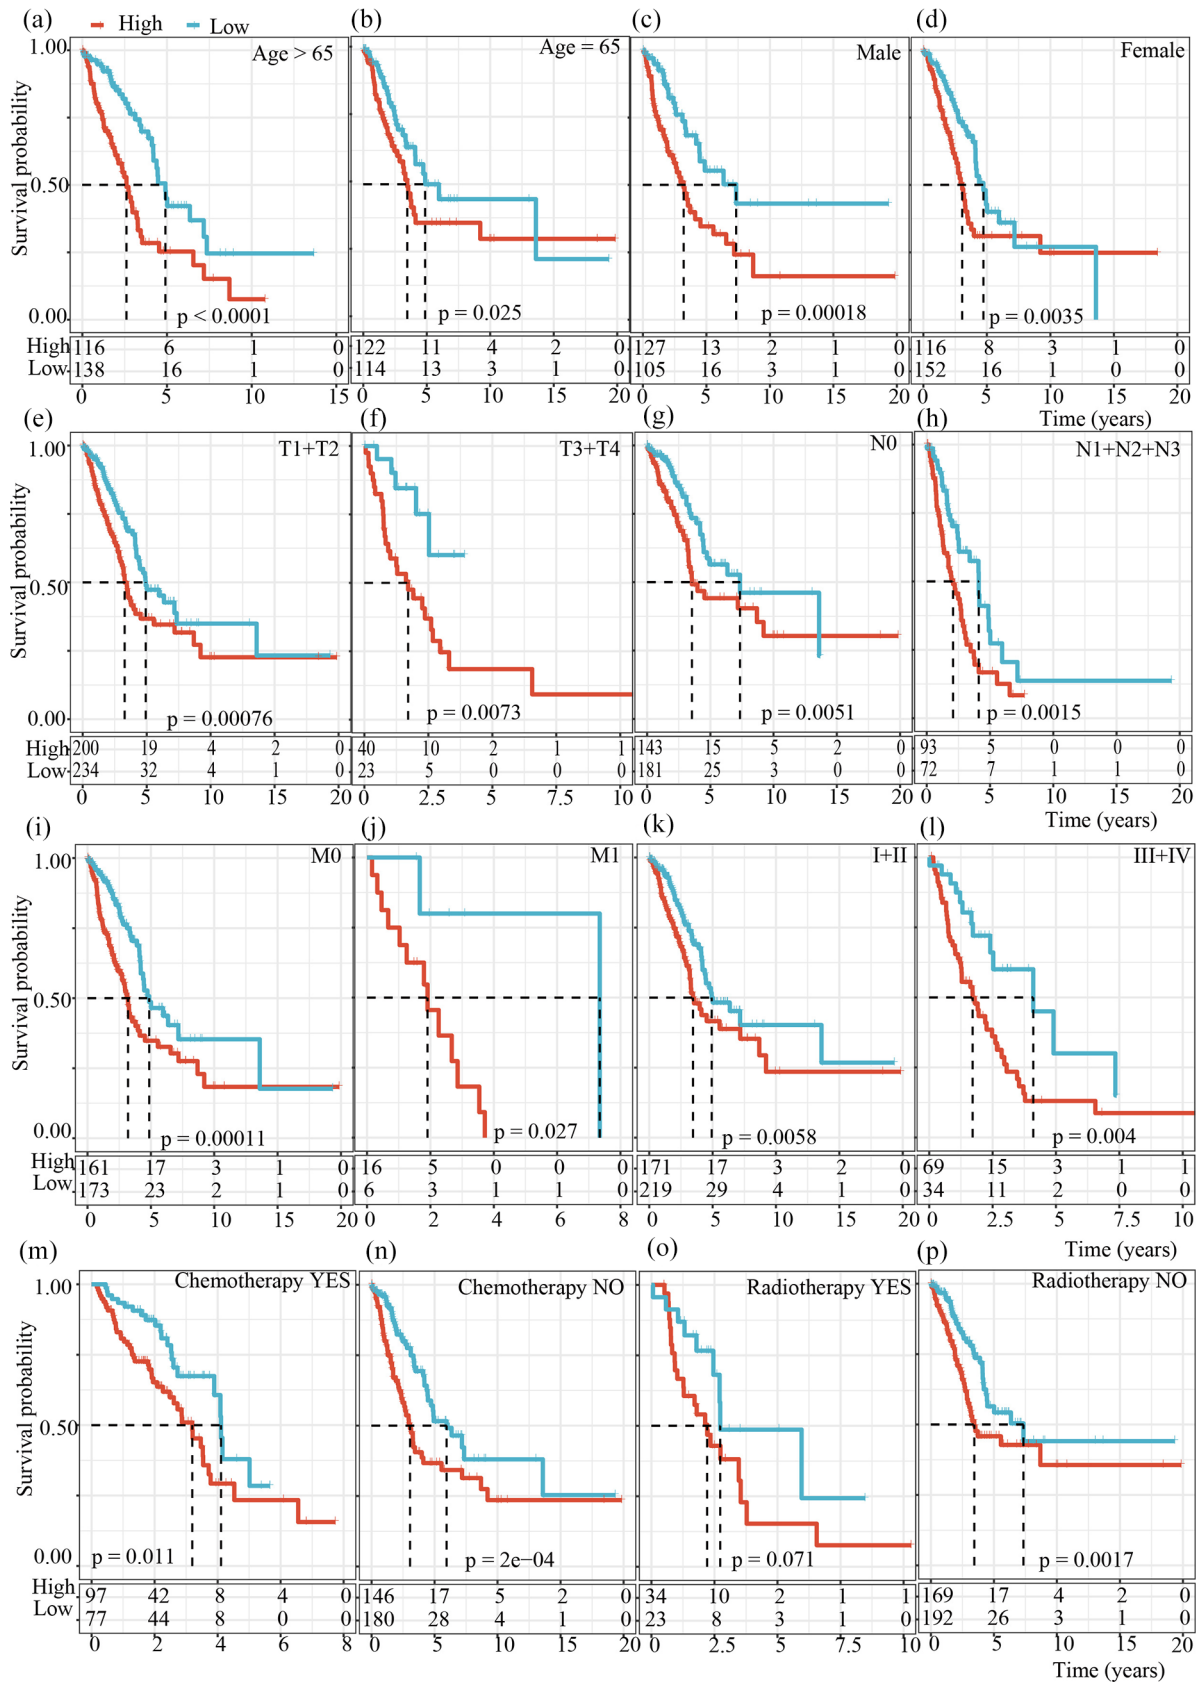 (a) High Low (b) (c) (d)
1.00 Age > 65 Age = 65 Male Female
Survival probability
0.50
0.00 p < 0.0001 p = 0.025 p = 0.00018 p = 0.0035
High 116 6 1 0 122 11 4 2 0 127 13 2 1 0 116 8 3 1 0
Low 138 16 1 0 114 13 3 1 0 105 16 3 1 0 152 16 1 0 0
0 5 10 15 0 5 10 15 20 0 5 10 15 20 0 5 10 15 20
Time (years)
(e) (f) (g) (h)
1.00 T1+T2 T3+T4 N0 N1+N2+N3
Survival probability
0.50
0.00 p = 0.00076 p = 0.0073 p = 0.0051 p = 0.0015
High 200 19 4 2 0 40 10 2 1 1 143 15 5 2 0 93 5 0 0 0
Low 234 32 4 1 0 23 5 0 0 0 181 25 3 0 0 72 7 1 1 0
0 5 10 15 20 0 2.5 5 7.5 10 0 5 10 15 20 0 5 10 15 20
Time (years)
(i) (j) (k) (l)
1.00 M0 M1 I+II III+IV
Survival probability
0.50
0.00 p = 0.00011 p = 0.027 p = 0.0058 p = 0.004
High 161 17 3 1 0 16 5 0 0 0 171 17 3 2 0 69 15 3 1 1
Low 173 23 2 1 0 6 3 1 1 0 219 29 4 1 0 34 11 2 0 0
0 5 10 15 20 0 2 4 6 8 0 5 10 15 20 0 2.5 5 7.5 10
Time (years)
(m) (n) (o) (p)
1.00 Chemotherapy YES Chemotherapy NO Radiotherapy YES Radiotherapy NO
Survival probability
0.50
0.00 p = 0.011 p = 2e−04 p = 0.071 p = 0.0017
High 97 42 8 4 0 146 17 5 2 0 34 10 2 1 1 169 17 4 2 0
Low 77 44 8 0 0 180 28 4 1 0 23 8 3 1 0 192 26 3 1 0
0 2 4 6 8 0 5 10 15 20 0 2.5 5 7.5 10 0 5 10 15 20
Time (years)